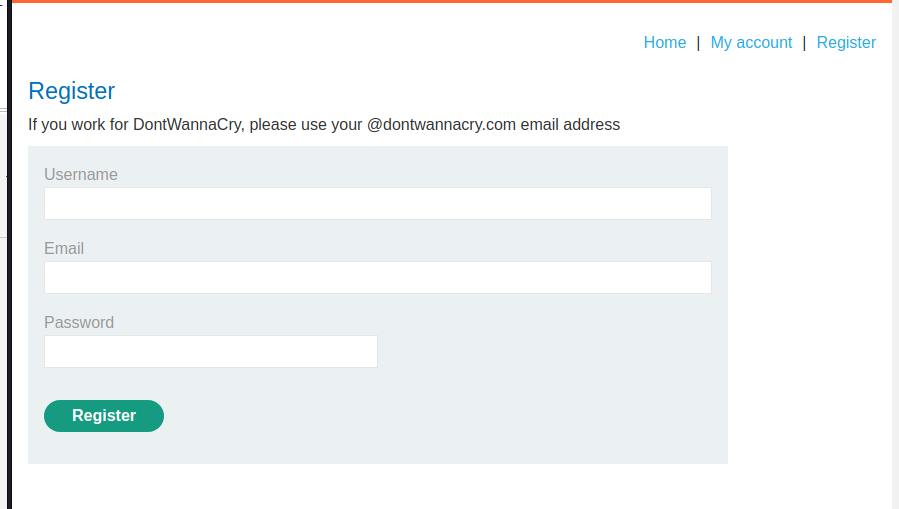 Home | My account | Register
Register
If you work for DontWannaCry, please use your @dontwannacry.com email address
Username
Email
Password
Register